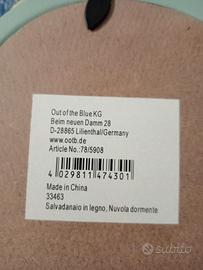 Out of the Blue KG
Beim neuen Damm 28
D-28865 Lilienthal/Germany
www.ootb.de
Article No.:78/5908
4 029811 474301
Made in China
33463
Salvadanaio in legno, Nuvola dormente
subito